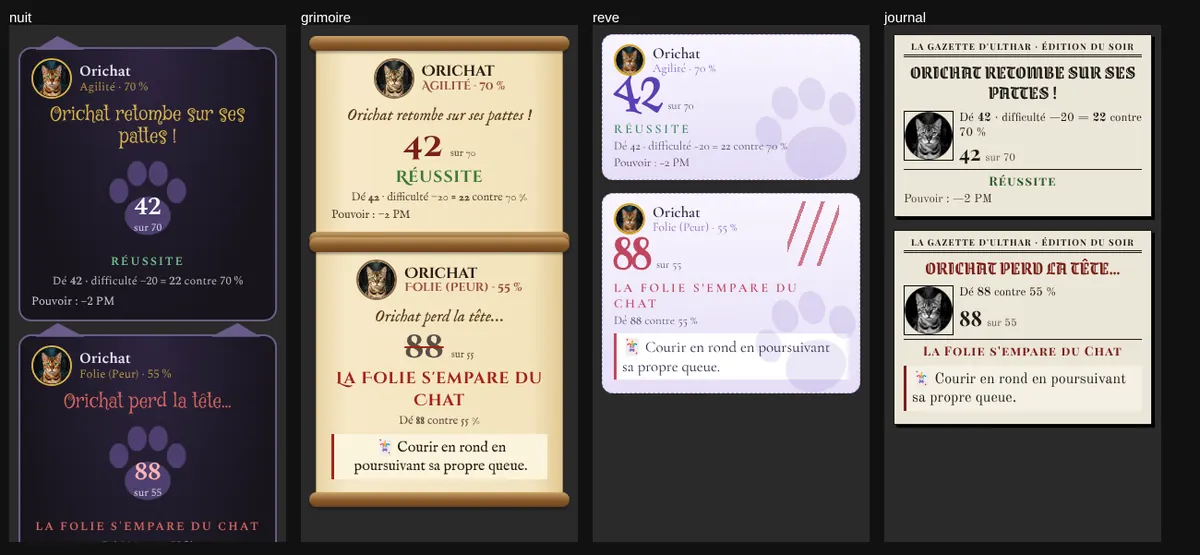 nuit
Orichat
Agilité · 70 %
Orichat retombe sur ses
pattes !
42
sur 70
RÉUSSITE
Dé 42 · difficulté −20 = 22 contre 70 %
Pouvoir : −2 PM
Orichat
Folie (Peur) · 55 %
Orichat perd la tête...
88
sur 55
LA FOLIE S'EMPARE DU CHAT
grimoire
ORICHAT
AGILITÉ · 70 %
Orichat retombe sur ses pattes !
42 sur 70
RÉUSSITE
Dé 42 · difficulté −20 = 22 contre 70 %
Pouvoir : −2 PM
ORICHAT
FOLIE (PEUR) · 55 %
Orichat perd la tête...
88 sur 55
LA FOLIE S'EMPARE DU
CHAT
Dé 88 contre 55 %
🃏 Courir en rond en
poursuivant sa propre queue.
reve
Orichat
Agilité · 70 %
42 sur 70
RÉUSSITE
Dé 42 · difficulté −20 = 22 contre 70 %
Pouvoir : −2 PM
Orichat
Folie (Peur) · 55 %
88 sur 55
LA FOLIE S'EMPARE DU
CHAT
Dé 88 contre 55 %
🃏 Courir en rond en poursuivant
sa propre queue.
journal
LA GAZETTE D'ULTHAR · ÉDITION DU SOIR
ORICHAT RETOMBE SUR SES
PATTES !
Dé 42 · difficulté −20 = 22 contre
70 %
42 sur 70
RÉUSSITE
Pouvoir : −2 PM
LA GAZETTE D'ULTHAR · ÉDITION DU SOIR
ORICHAT PERD LA TÊTE...
Dé 88 contre 55 %
88 sur 55
LA FOLIE S'EMPARE DU CHAT
🃏 Courir en rond en poursuivant
sa propre queue.